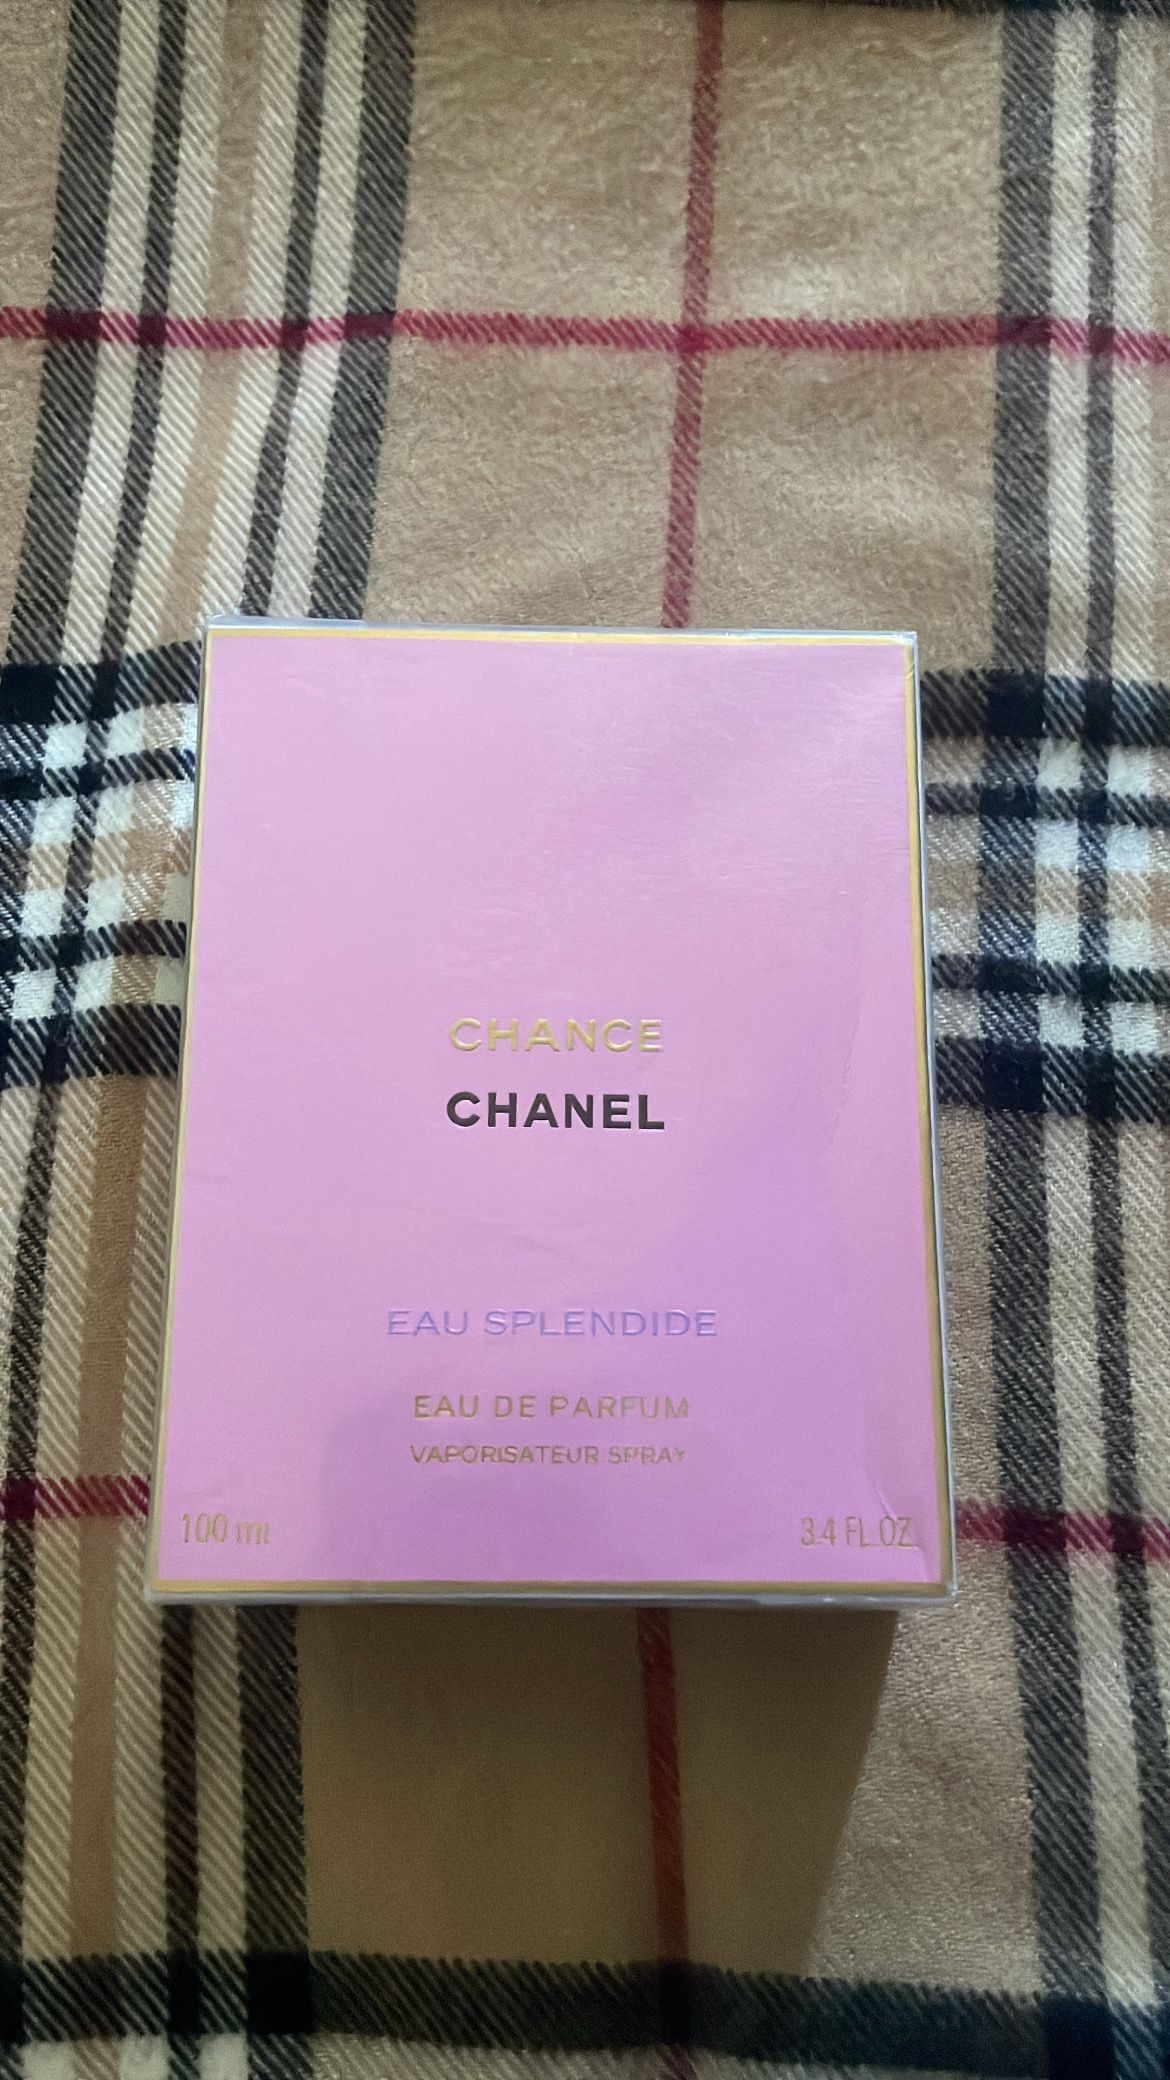 CHANCE
CHANEL
EAU SPLENDIDE
EAU DE PARFUM
VAPORISATEUR SPRAY
100 ml 3.4 FL.OZ.